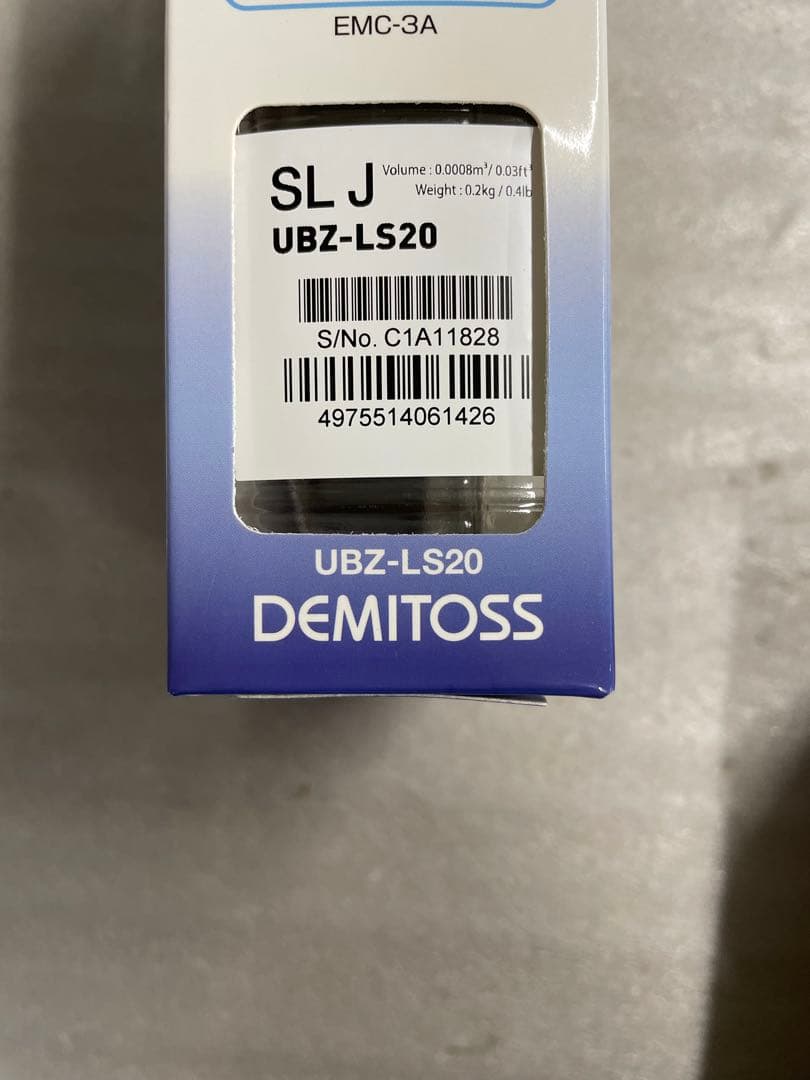 EMC-3A
SL J
Volume : 0.0008m³/ 0.03ft³
Weight : 0.2kg / 0.4lb
UBZ-LS20
S/No. C1A11828
4975514061426
UBZ-LS20
DEMITOSS